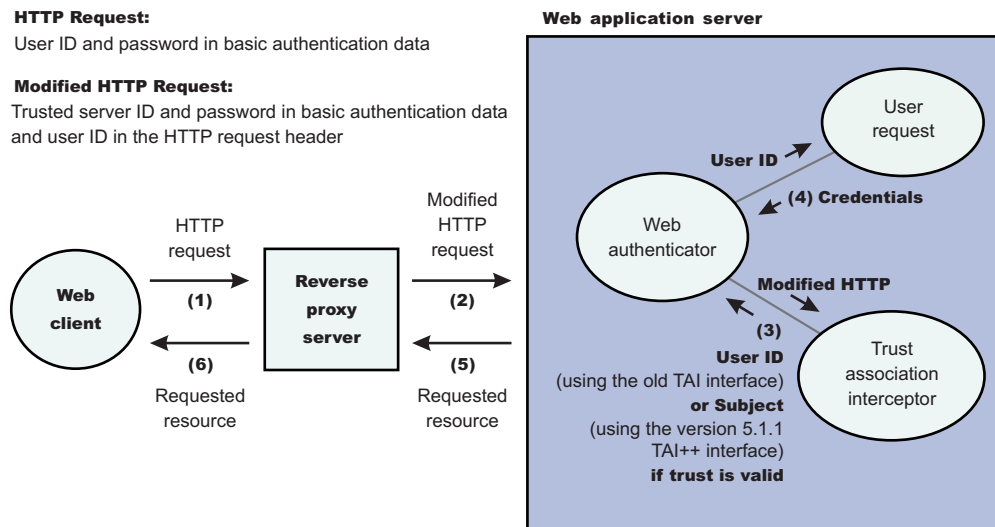 HTTP Request:
User ID and password in basic authentication data
Modified HTTP Request:
Trusted server ID and password in basic authentication data
and user ID in the HTTP request header
Web
client
HTTP
request
(1)
(6)
Requested
resource
Reverse
proxy
server
Modified
HTTP
request
(2)
(5)
Requested
resource
Web application server
User
request
User ID
(4) Credentials
Web
authenticator
Modified HTTP
(3)
User ID
(using the old TAI interface)
or Subject
(using the version 5.1.1
TAI++ interface)
if trust is valid
Trust
association
interceptor